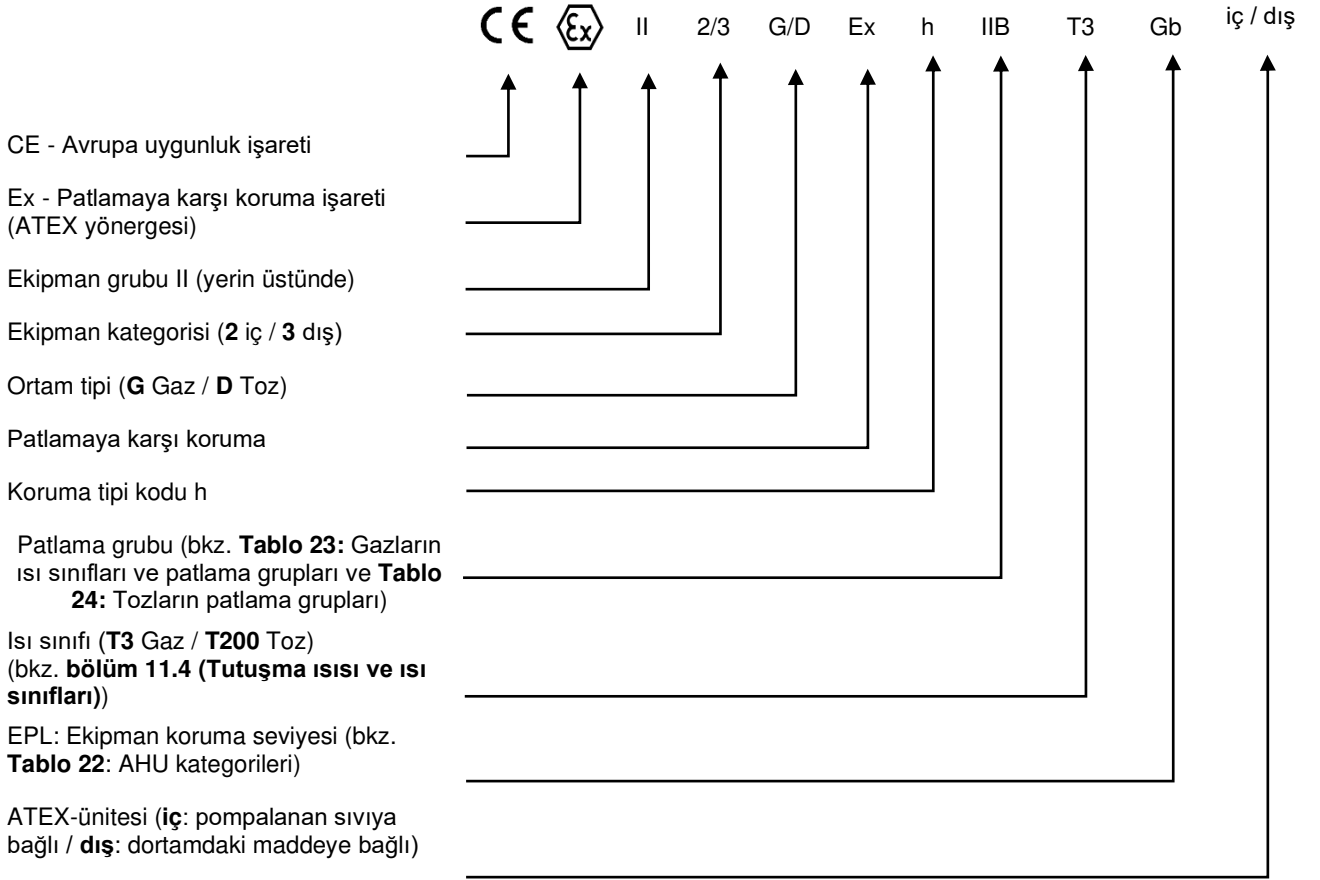 CE Ex II 2/3 G/D Ex h IIB T3 Gb iç / dış
CE - Avrupa uygunluk işareti
Ex - Patlamaya karşı koruma işareti
(ATEX yönergesi)
Ekipman grubu II (yerin üstünde)
Ekipman kategorisi (2 iç / 3 dış)
Ortam tipi (G Gaz / D Toz)
Patlamaya karşı koruma
Koruma tipi kodu h
Patlama grubu (bkz. Tablo 23: Gazların
ısı sınıfları ve patlama grupları ve Tablo
24: Tozların patlama grupları)
Isı sınıfı (T3 Gaz / T200 Toz)
(bkz. bölüm 11.4 (Tutuşma ısısı ve ısı
sınıfları))
EPL: Ekipman koruma seviyesi (bkz.
Tablo 22: AHU kategorileri)
ATEX-ünitesi (iç: pompalanan sıvıya
bağlı / dış: dortamdaki maddeye bağlı)